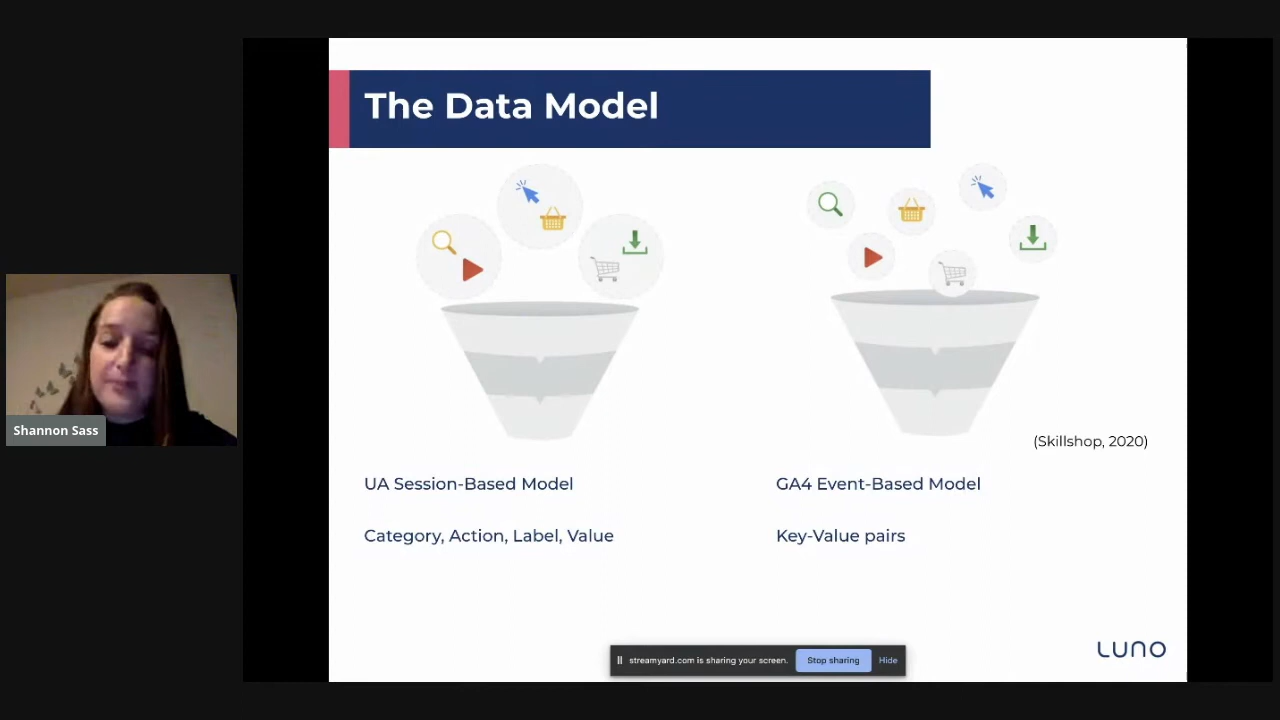 The Data Model
Shannon Sass
(Skillshop, 2020)
UA Session-Based Model
GA4 Event-Based Model
Category, Action, Label, Value
Key-Value pairs
LUNO
streamyard.com is sharing your screen.
Stop sharing
Hide